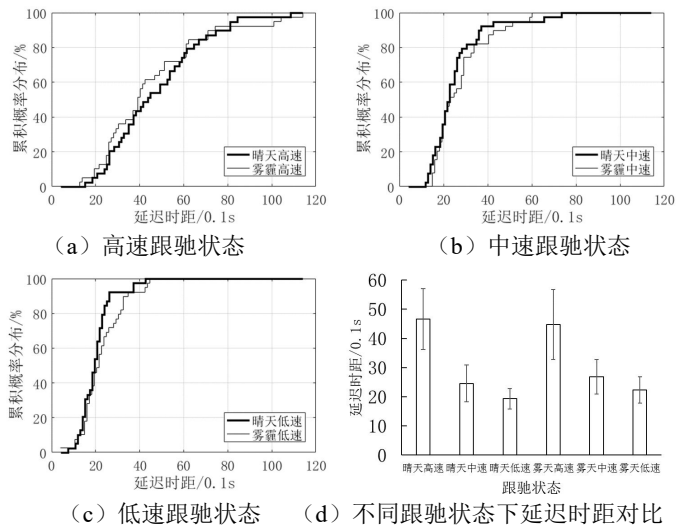 100
80
60
40
20
0
累积概率分布/%
0 20 40 60 80 100 120
延迟时距/0.1s
晴天高速
雾霾高速
(a)高速跟驰状态
100
80
60
40
20
0
累积概率分布/%
0 20 40 60 80 100 120
延迟时距/0.1s
晴天中速
雾霾中速
(b)中速跟驰状态
100
80
60
40
20
0
累积概率分布/%
0 20 40 60 80 100 120
延迟时距/0.1s
晴天低速
雾霾低速
(c)低速跟驰状态
60
50
40
30
20
10
0
延迟时距/0.1s
晴天高速 晴天中速 晴天低速 雾天高速 雾天中速 雾天低速
跟驰状态
(d)不同跟驰状态下延迟时距对比